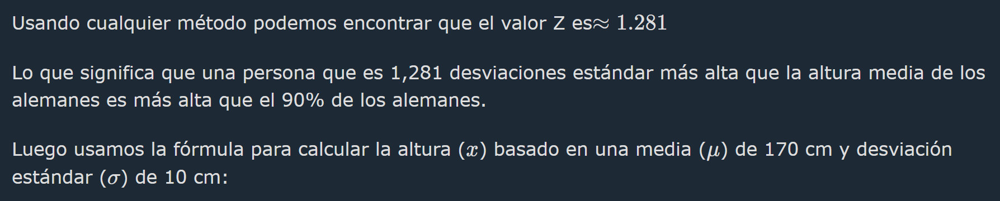 Usando cualquier método podemos encontrar que el valor Z es≈ 1.281
Lo que significa que una persona que es 1,281 desviaciones estándar más alta que la altura media de los
alemanes es más alta que el 90% de los alemanes.
Luego usamos la fórmula para calcular la altura (x) basado en una media (μ) de 170 cm y desviación
estándar (σ) de 10 cm: